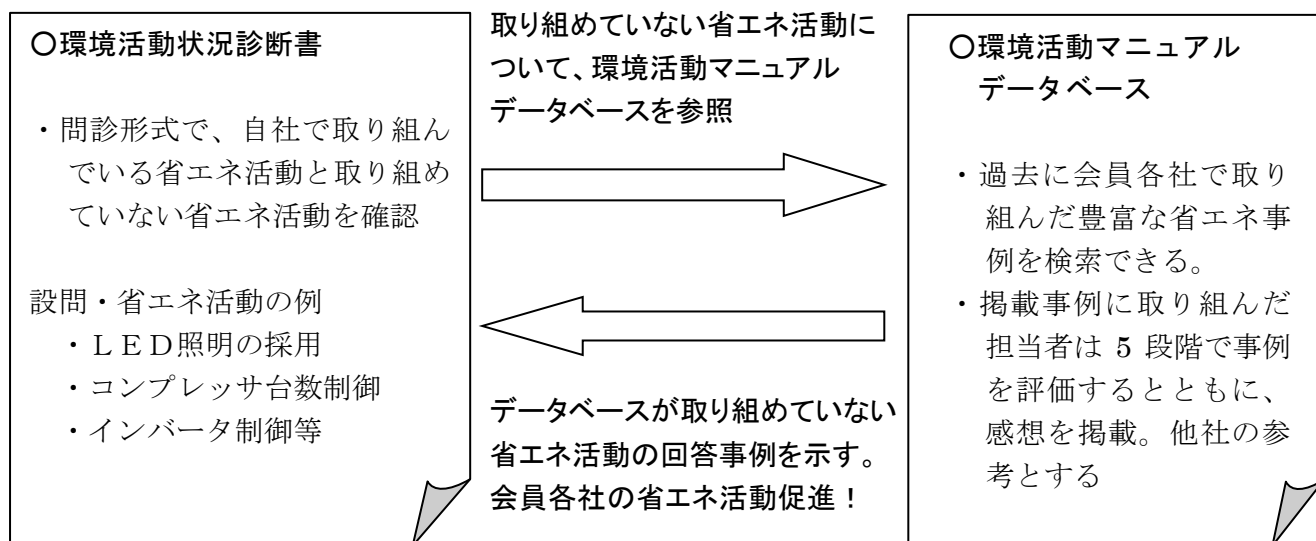 〇環境活動状況診断書
・問診形式で、自社で取り組ん
でいる省エネ活動と取り組め
ていない省エネ活動を確認
設問・省エネ活動の例
・ＬＥＤ照明の採用
・コンプレッサ台数制御
・インバータ制御等
取り組めていない省エネ活動に
ついて、環境活動マニュアル
データベースを参照
データベースが取り組めていない
省エネ活動の回答事例を示す。
会員各社の省エネ活動促進！
〇環境活動マニュアル
データベース
・過去に会員各社で取り
組んだ豊富な省エネ事
例を検索できる。
・掲載事例に取り組んだ
担当者は 5 段階で事例
を評価するとともに、
感想を掲載。他社の参
考とする